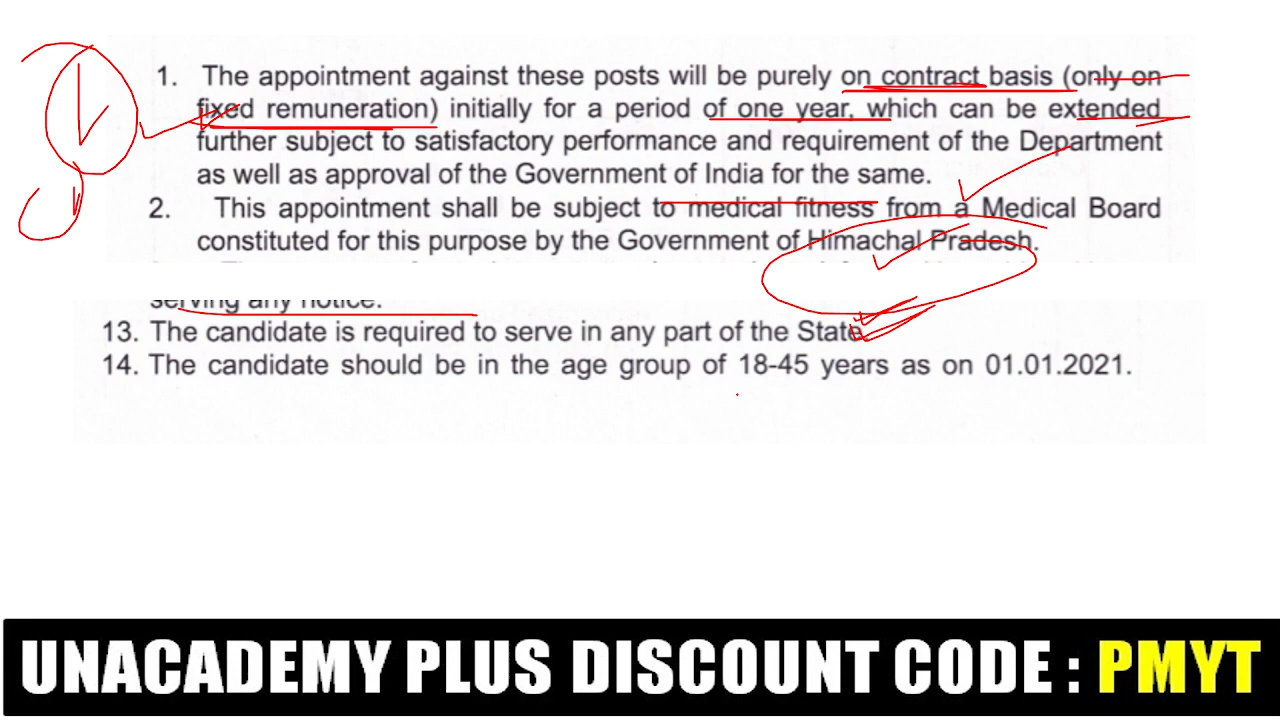 1. The appointment against these posts will be purely on contract basis (only on
fixed remuneration) initially for a period of one year, which can be extended
further subject to satisfactory performance and requirement of the Department
as well as approval of the Government of India for the same.
2. This appointment shall be subject to medical fitness from a Medical Board
constituted for this purpose by the Government of Himachal Pradesh.
serving any notice.
13. The candidate is required to serve in any part of the State.
14. The candidate should be in the age group of 18-45 years as on 01.01.2021.
UNACADEMY PLUS DISCOUNT CODE : PMYT